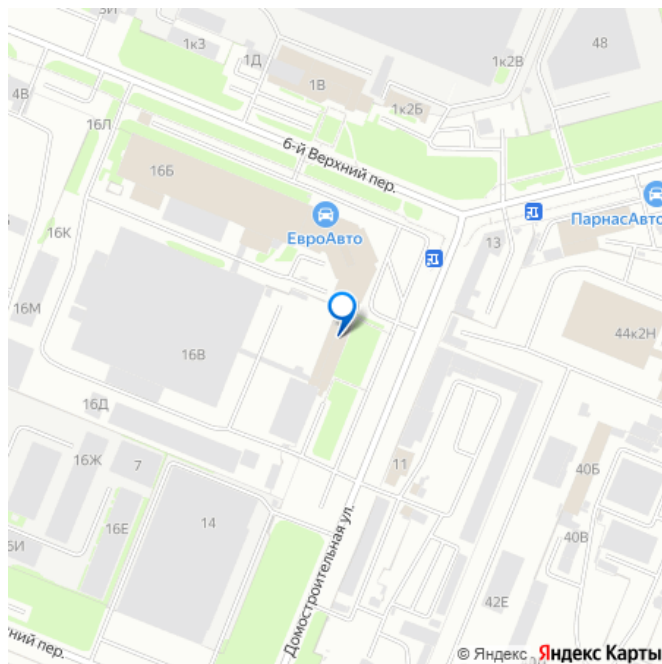 1к3
1Д
1В
1к2В
48
4В
1к2Б
16Л
6-й Верхний пер.
16Б
ЕвроАвто
ПарнасАвто
13
16К
16М
44к2Н
16В
16Д
16Ж
7
11
40Б
14
16Е
40В
Домостроительная ул.
42Е
ний пер.
© Яндекс Яндекс Карты